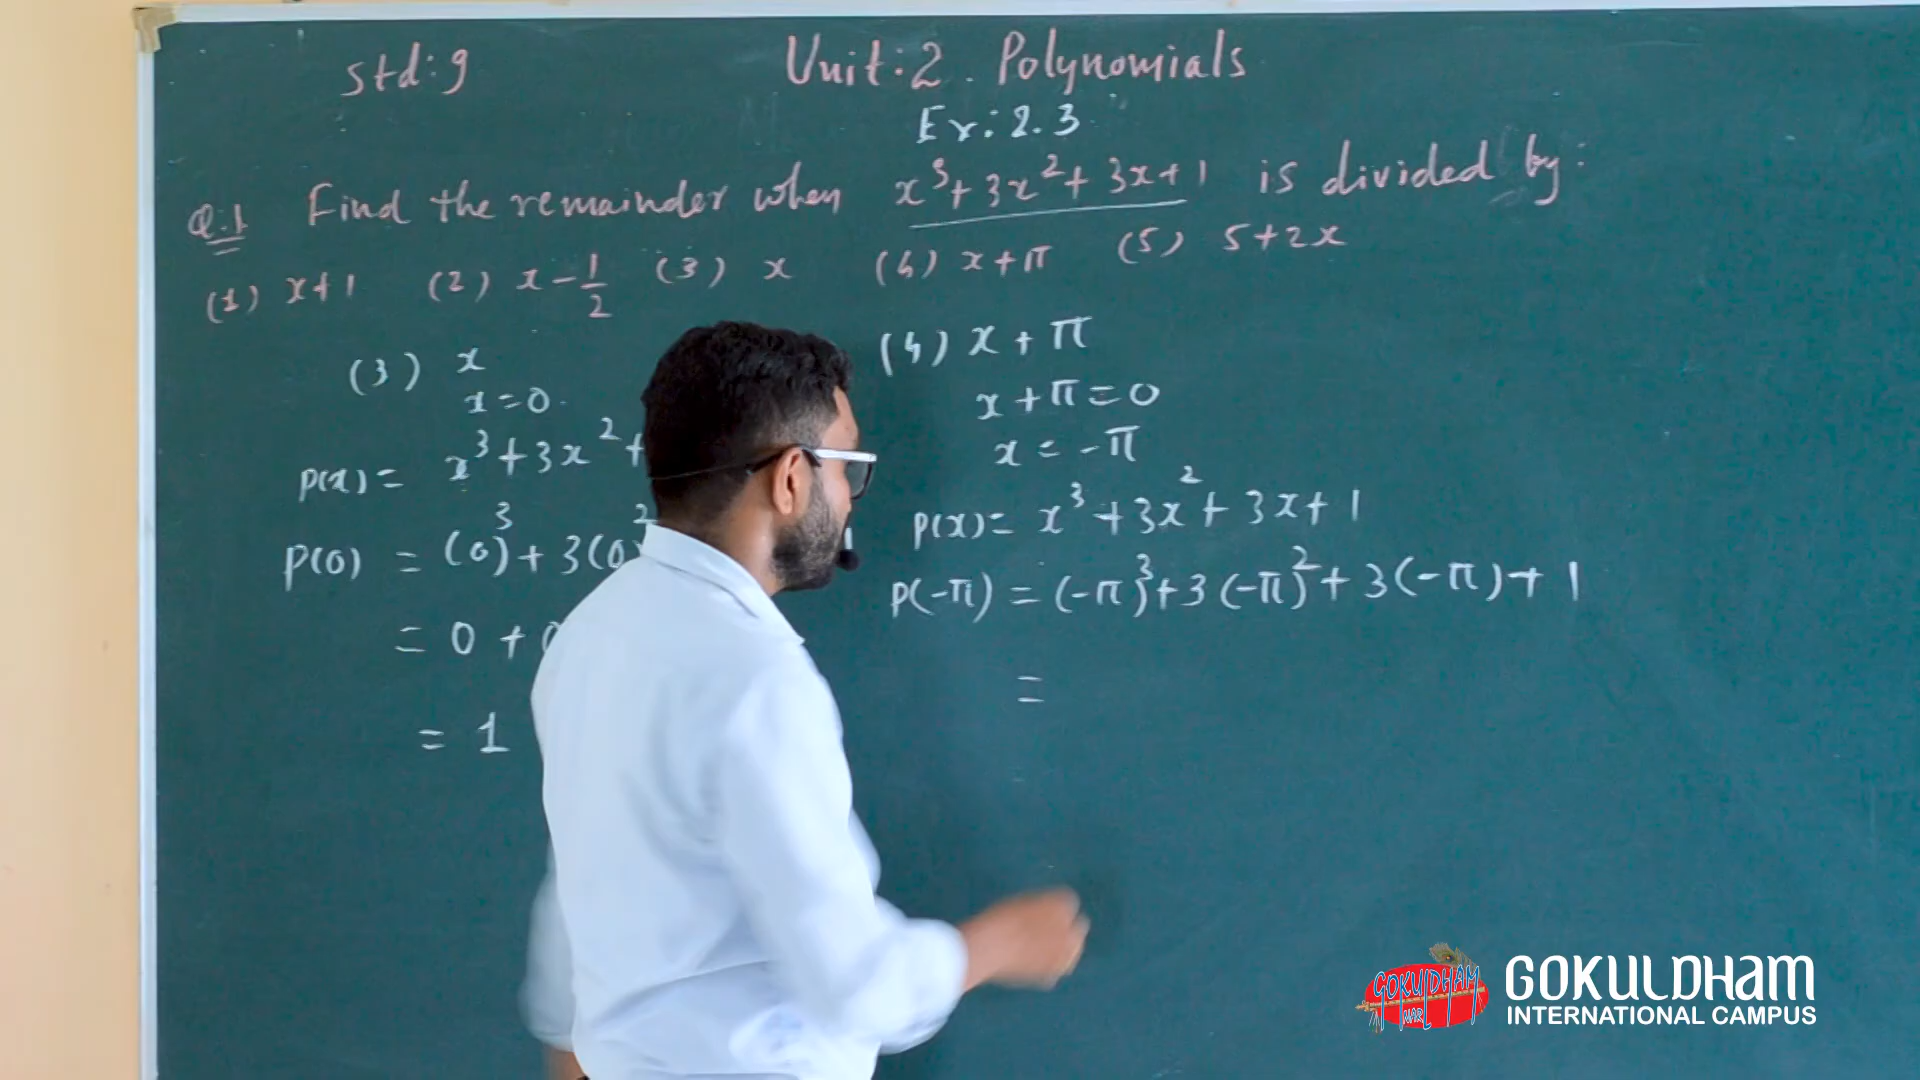 Std: 9
Unit: 2. Polynomials
Ex: 2.3
Q.1 Find the remainder when x³ + 3x² + 3x + 1 is divided by:
(1) x+1 (2) x - 1/2 (3) x (4) x+π (5) 5+2x
(3) x
x = 0.
p(x) = x³ + 3x² +
p(0) = (0)³ + 3(0)²
= 0 + 0
= 1
(4) x + π
x + π = 0
x = -π
p(x) = x³ + 3x² + 3x + 1
p(-π) = (-π)³ + 3(-π)² + 3(-π) + 1
=
GOKULDHAM NAR
GOKULDHAM
INTERNATIONAL CAMPUS